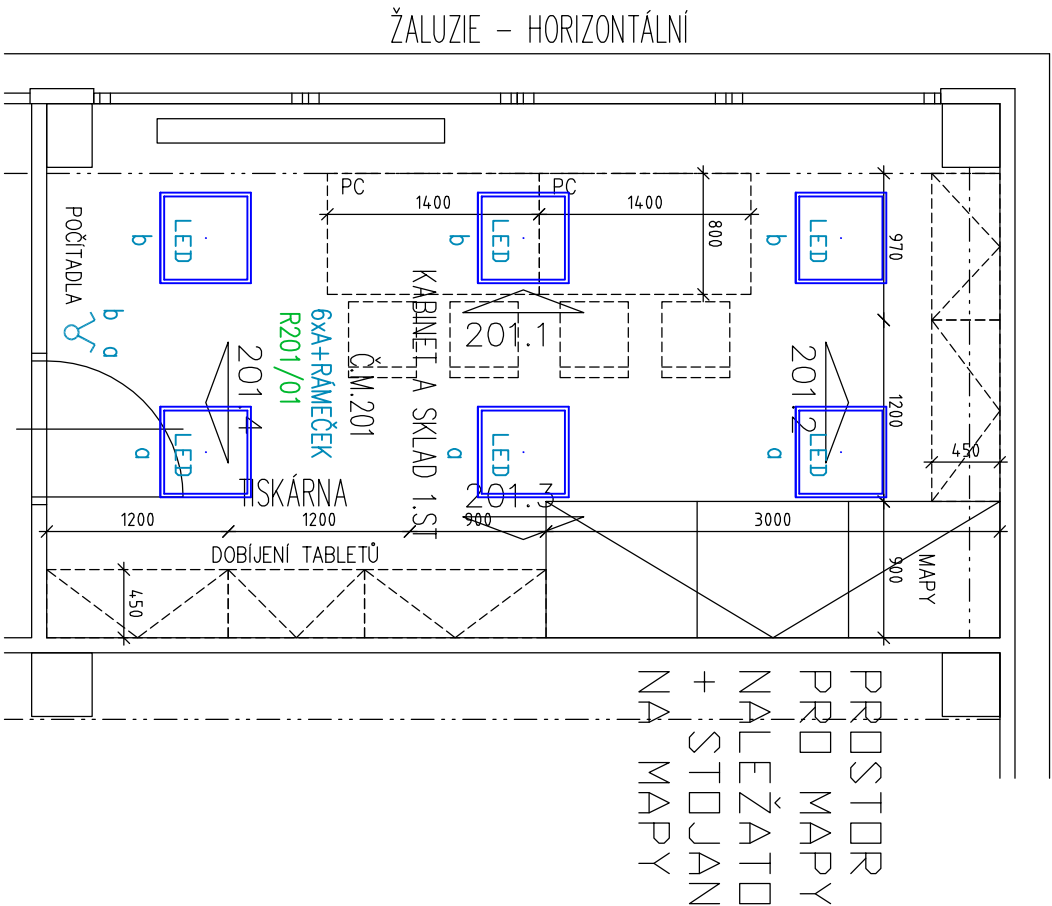 ŽALUZIE – HORIZONTÁLNÍ
PC
PC
1400
1400
800
970
LED
b
LED
b
LED
b
POČÍTADLA
b
a
KABINET A SKLAD 1.ST
Č.M.201
6xA+RÁMEČEK
R201/01
201.1
201.2
201.3
201.4
1200
450
LED
a
LED
a
LED
a
TISKÁRNA
1200
1200
900
3000
DOBÍJENÍ TABLETŮ
450
900
MAPY
PROSTOR
PRO MAPY
NALEŽATO
+ STOJAN
NA MAPY